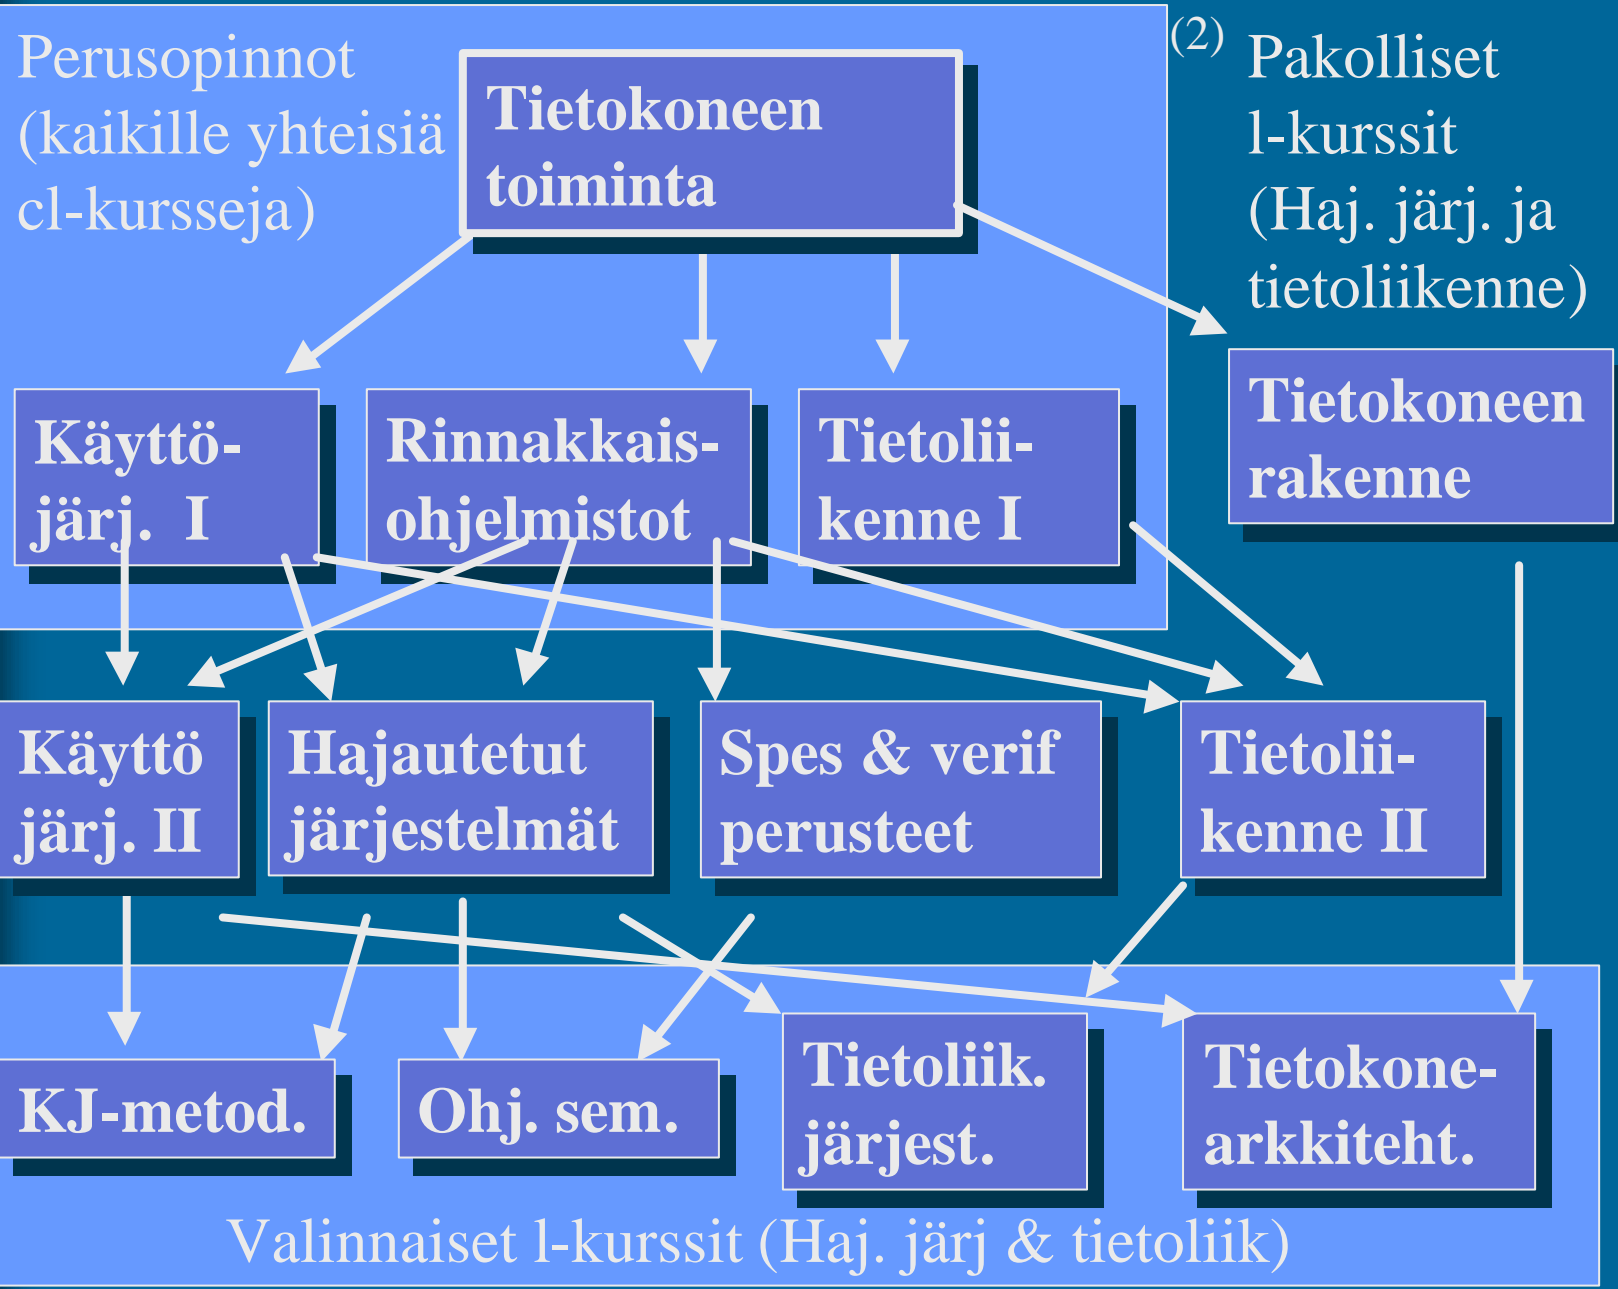 Perusopinnot
(kaikille yhteisiä
cl-kursseja)
Tietokoneen
toiminta
(2)
Pakolliset
l-kurssit
(Haj. järj. ja
tietoliikenne)
Käyttö-
järj. I
Rinnakkais-
ohjelmistot
Tietolii-
kenne I
Tietokoneen
rakenne
Käyttö
järj. II
Hajautetut
järjestelmät
Spes & verif
perusteet
Tietolii-
kenne II
KJ-metod.
Ohj. sem.
Tietoliik.
järjest.
Tietokone-
arkkiteht.
Valinnaiset l-kurssit (Haj. järj & tietoliik)